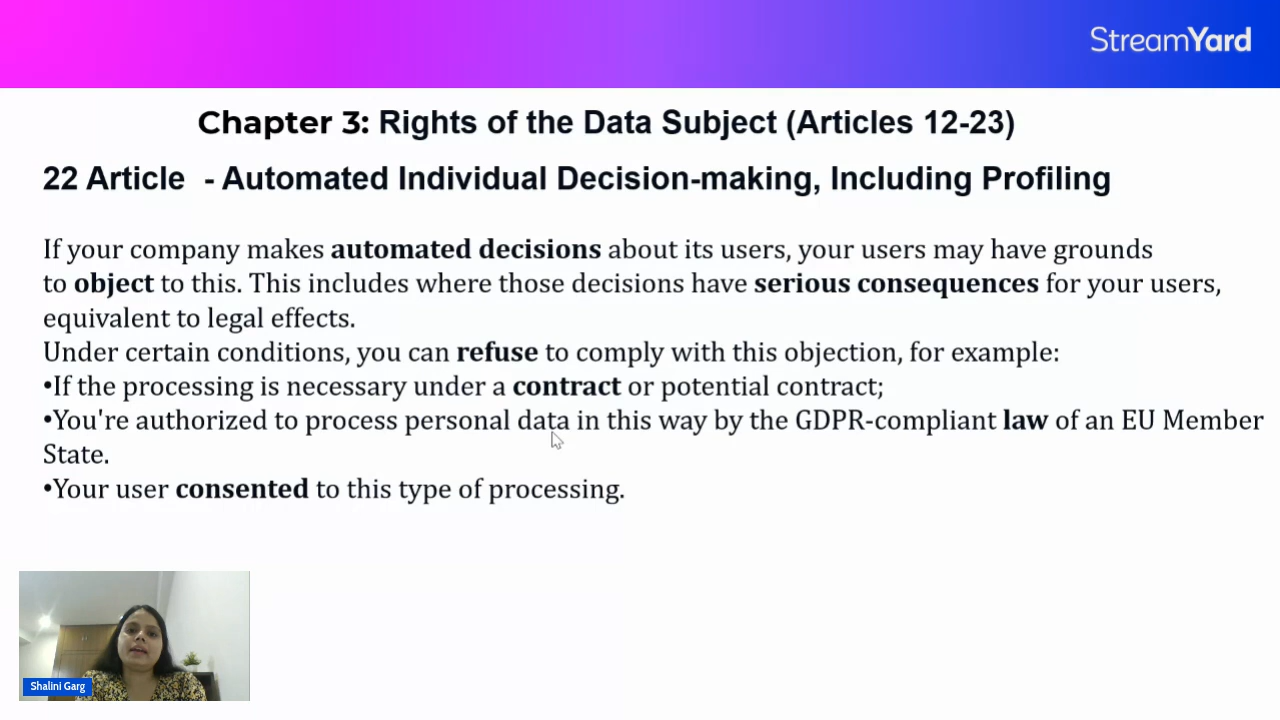 StreamYard
Chapter 3: Rights of the Data Subject (Articles 12-23)
22 Article - Automated Individual Decision-making, Including Profiling
If your company makes automated decisions about its users, your users may have grounds
to object to this. This includes where those decisions have serious consequences for your users,
equivalent to legal effects.
Under certain conditions, you can refuse to comply with this objection, for example:
•If the processing is necessary under a contract or potential contract;
•You're authorized to process personal data in this way by the GDPR-compliant law of an EU Member
State.
•Your user consented to this type of processing.
Shalini Garg